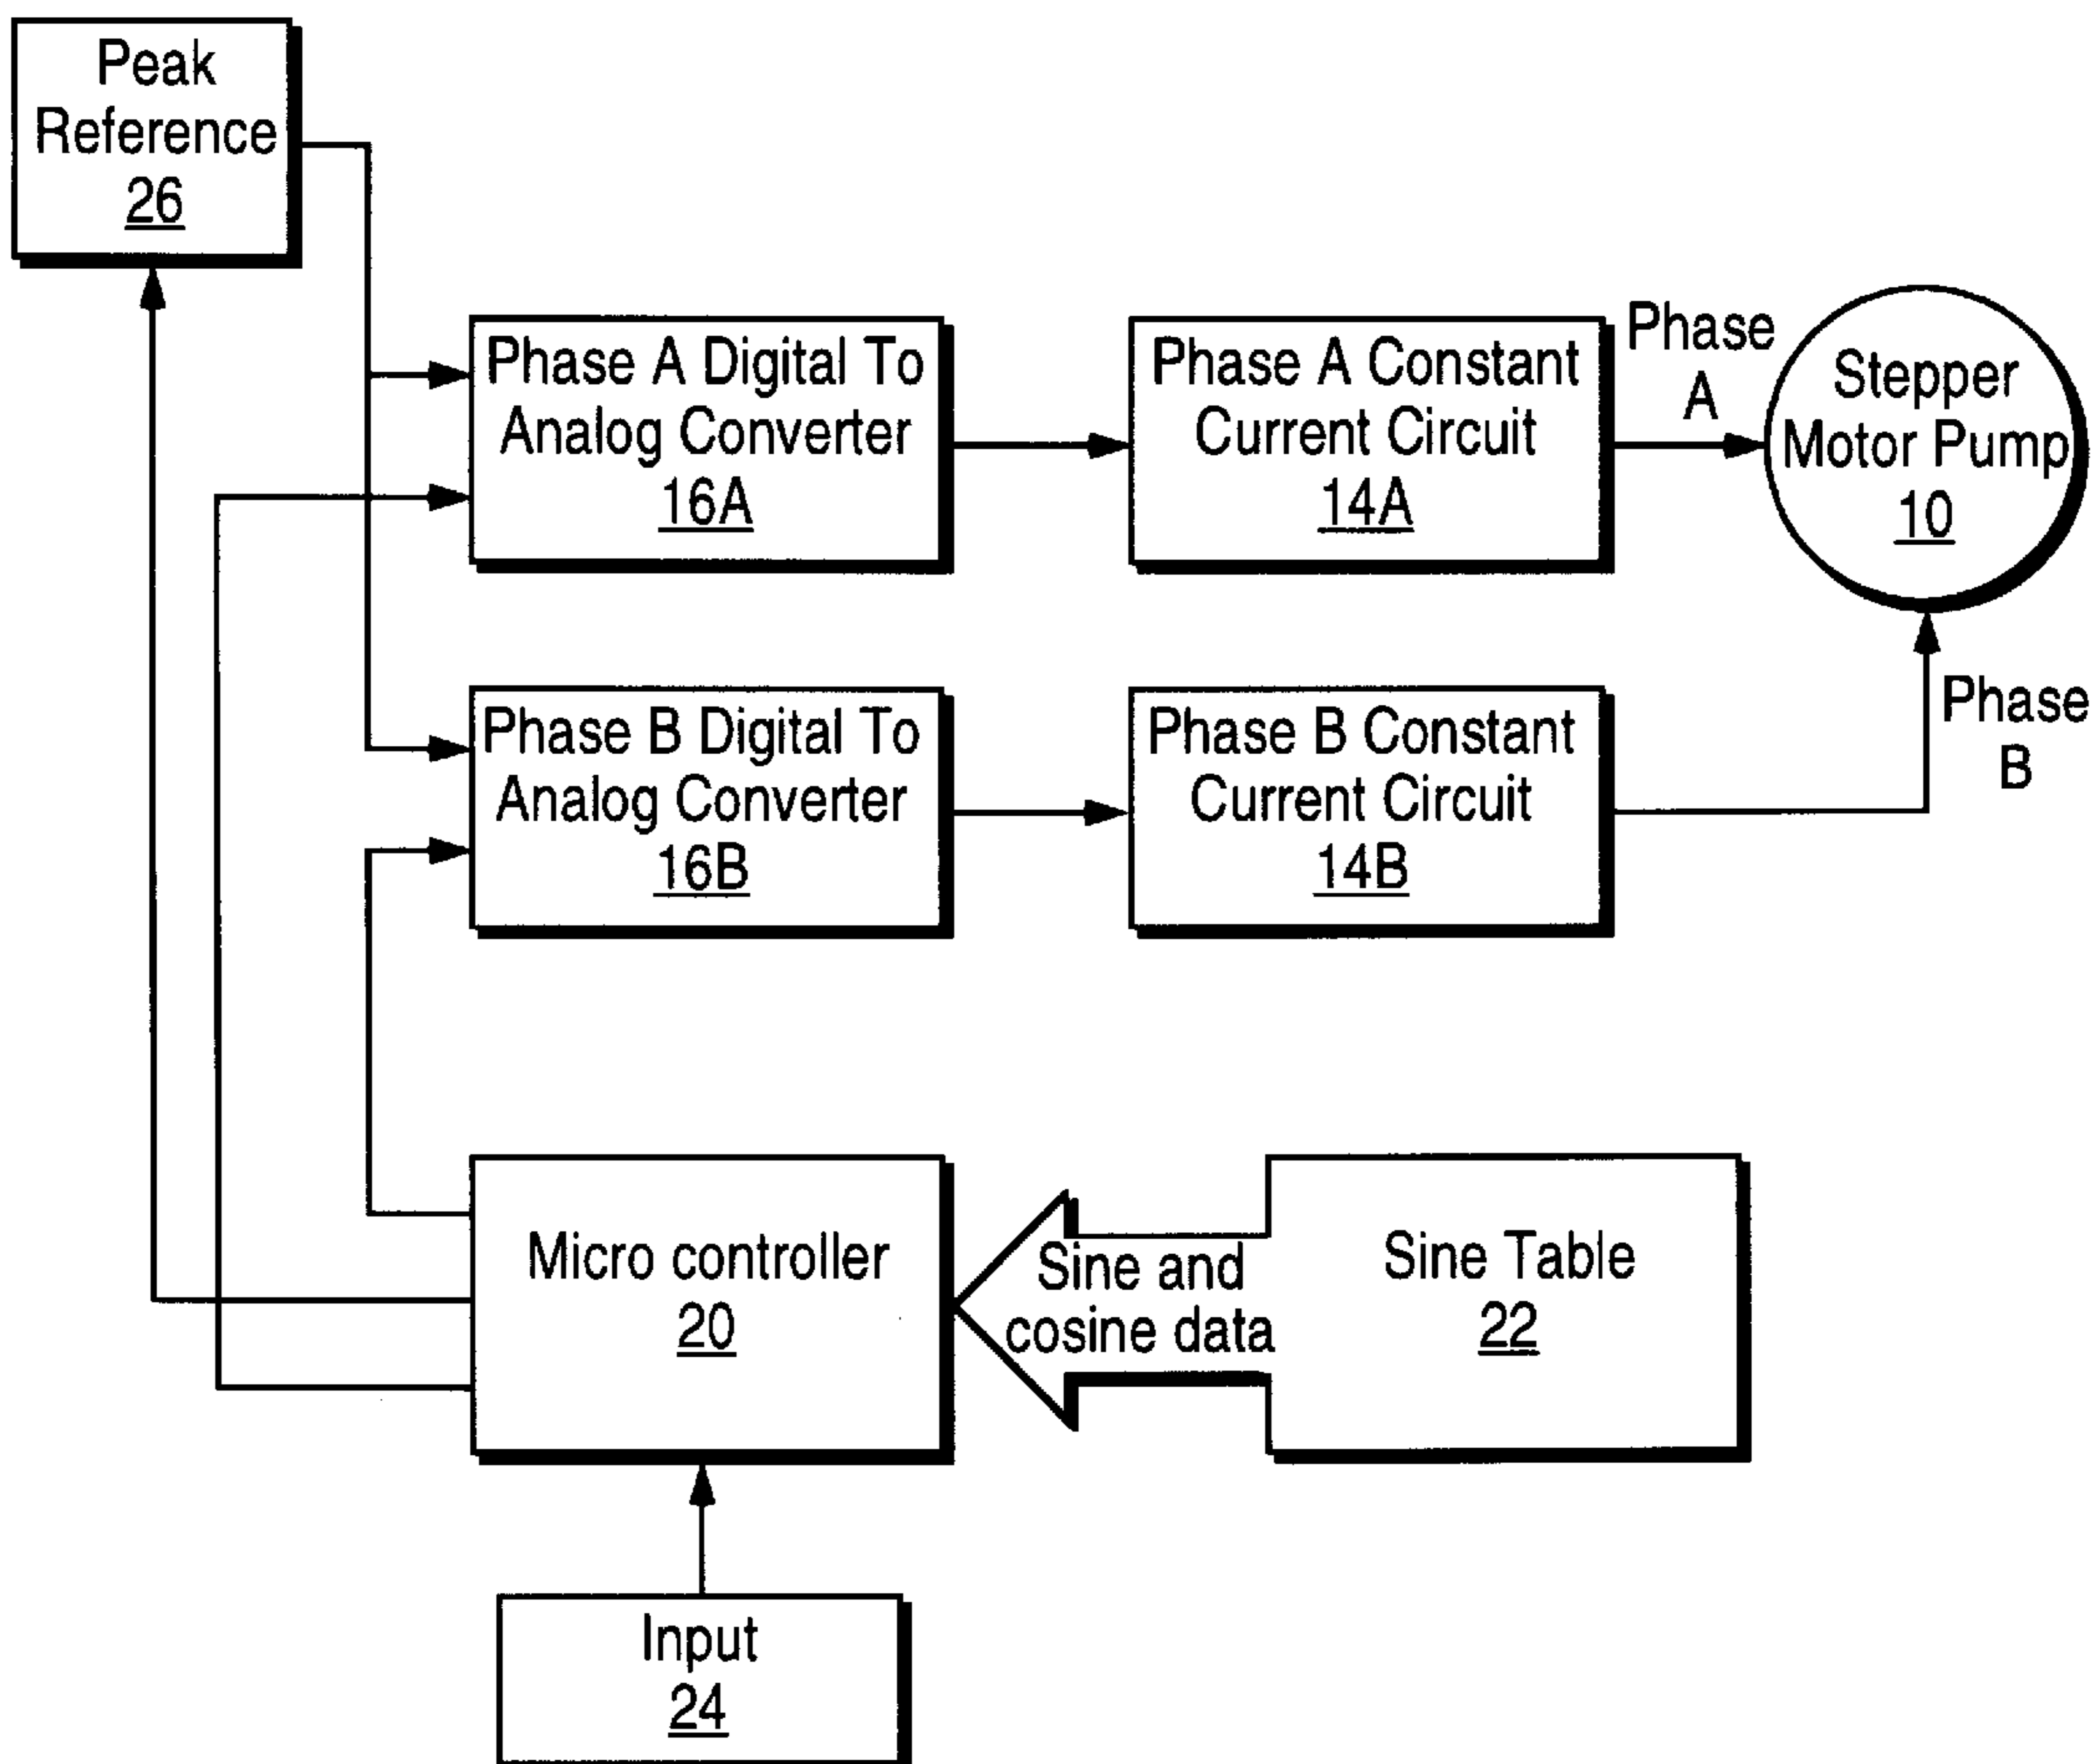 Peak
Reference
26
Phase A Digital To
Analog Converter
16A
Phase A Constant
Current Circuit
14A
Phase
A
Stepper
Motor Pump
10
Phase B Digital To
Analog Converter
16B
Phase B Constant
Current Circuit
14B
Phase
B
Micro controller
20
Sine and
cosine data
Sine Table
22
Input
24